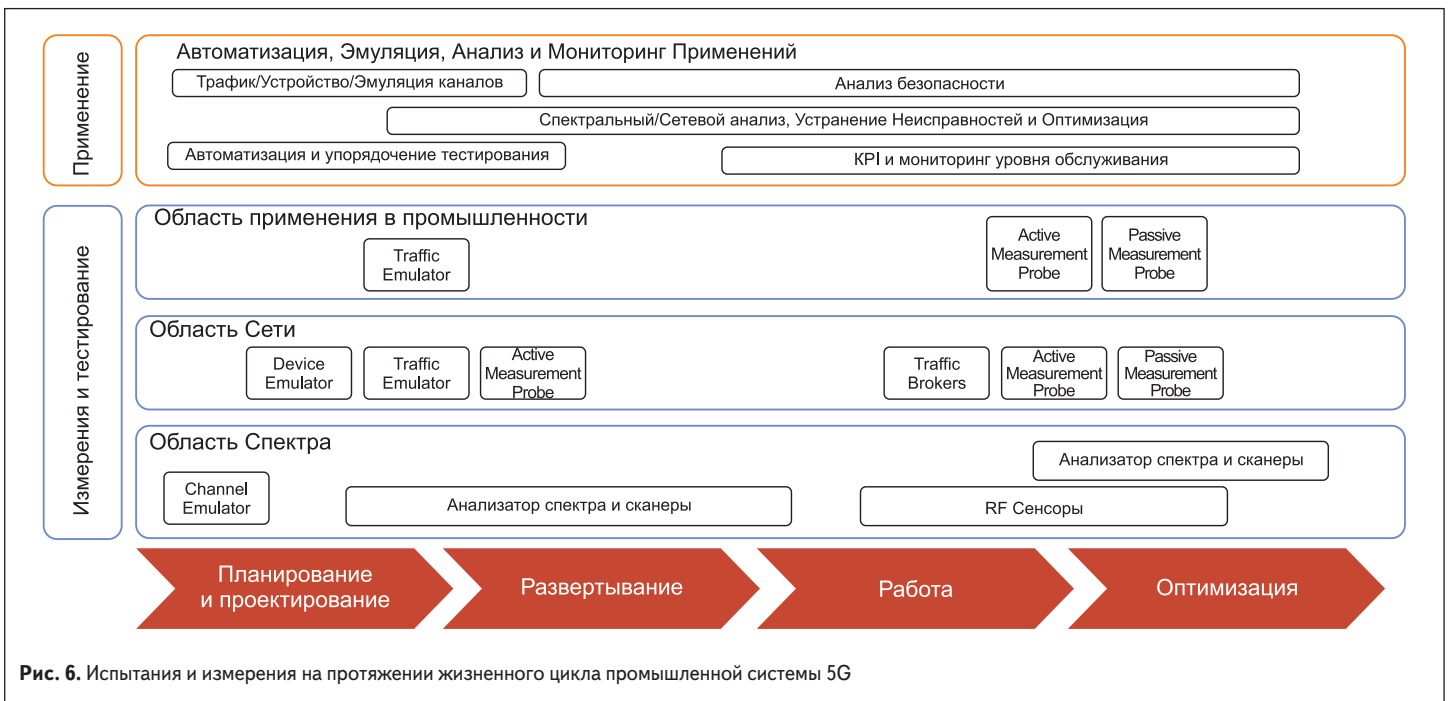 Применение
Автоматизация, Эмуляция, Анализ и Мониторинг Применений
Трафик/Устройство/Эмуляция каналов
Анализ безопасности
Спектральный/Сетевой анализ, Устранение Неисправностей и Оптимизация
Автоматизация и упорядочение тестирования
KPI и мониторинг уровня обслуживания
Измерения и тестирование
Область применения в промышленности
Traffic
Emulator
Active
Measurement
Probe
Passive
Measurement
Probe
Область Сети
Device
Emulator
Traffic
Emulator
Active
Measurement
Probe
Traffic
Brokers
Active
Measurement
Probe
Passive
Measurement
Probe
Область Спектра
Channel
Emulator
Анализатор спектра и сканеры
RF Сенсоры
Анализатор спектра и сканеры
Планирование
и проектирование
Развертывание
Работа
Оптимизация
Рис. 6. Испытания и измерения на протяжении жизненного цикла промышленной системы 5G